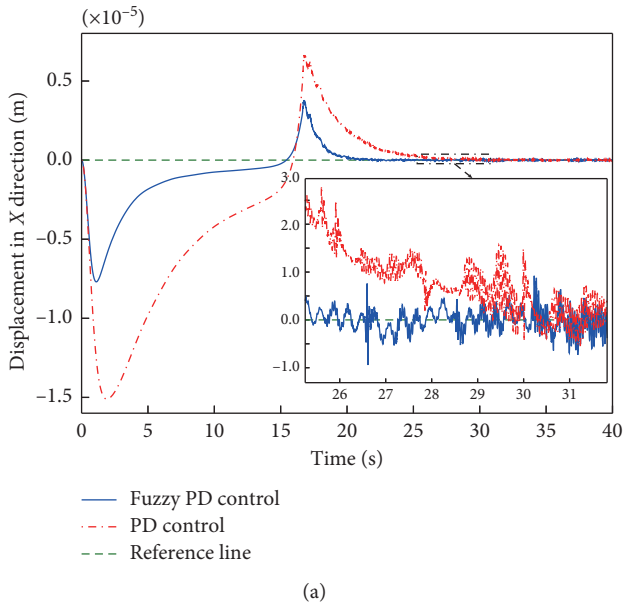 (×10⁻⁵)
Displacement in X direction (m)
0.5
0.0
−0.5
−1.0
−1.5
3.0
2.0
1.0
0.0
−1.0
26 27 28 29 30 31
0 5 10 15 20 25 30 35 40
Time (s)
Fuzzy PD control
PD control
Reference line
(a)